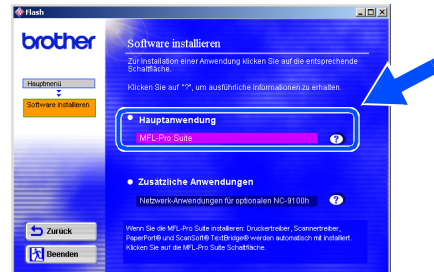 Flash
brother
Software installieren
Zur Installation einer Anwendung klicken Sie auf die entsprechende
Schaltfläche.
Klicken Sie auf "?", um ausführliche Informationen zu erhalten.
Hauptmenü
Software installieren
Hauptanwendung
MFL-Pro Suite
?
Zusätzliche Anwendungen
Netzwerk-Anwendungen für optionalen NC-9100h
?
Zurück
Beenden
Wenn Sie die MFL-Pro Suite installieren: Druckertreiber, Scannertreiber,
PaperPort® und ScanSoft® TextBridge® werden automatisch mit installiert.
Klicken Sie auf die MFL-Pro Suite Schaltfläche.